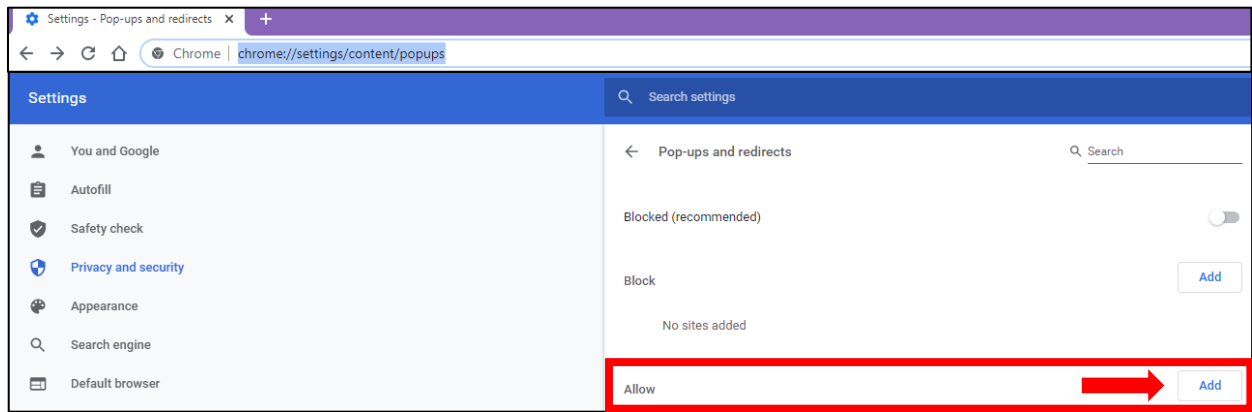 Settings - Pop-ups and redirects
Chrome | chrome://settings/content/popups
Settings
Search settings
You and Google
Autofill
Safety check
Privacy and security
Appearance
Search engine
Default browser
Pop-ups and redirects
Search
Blocked (recommended)
Block
Add
No sites added
Allow
Add